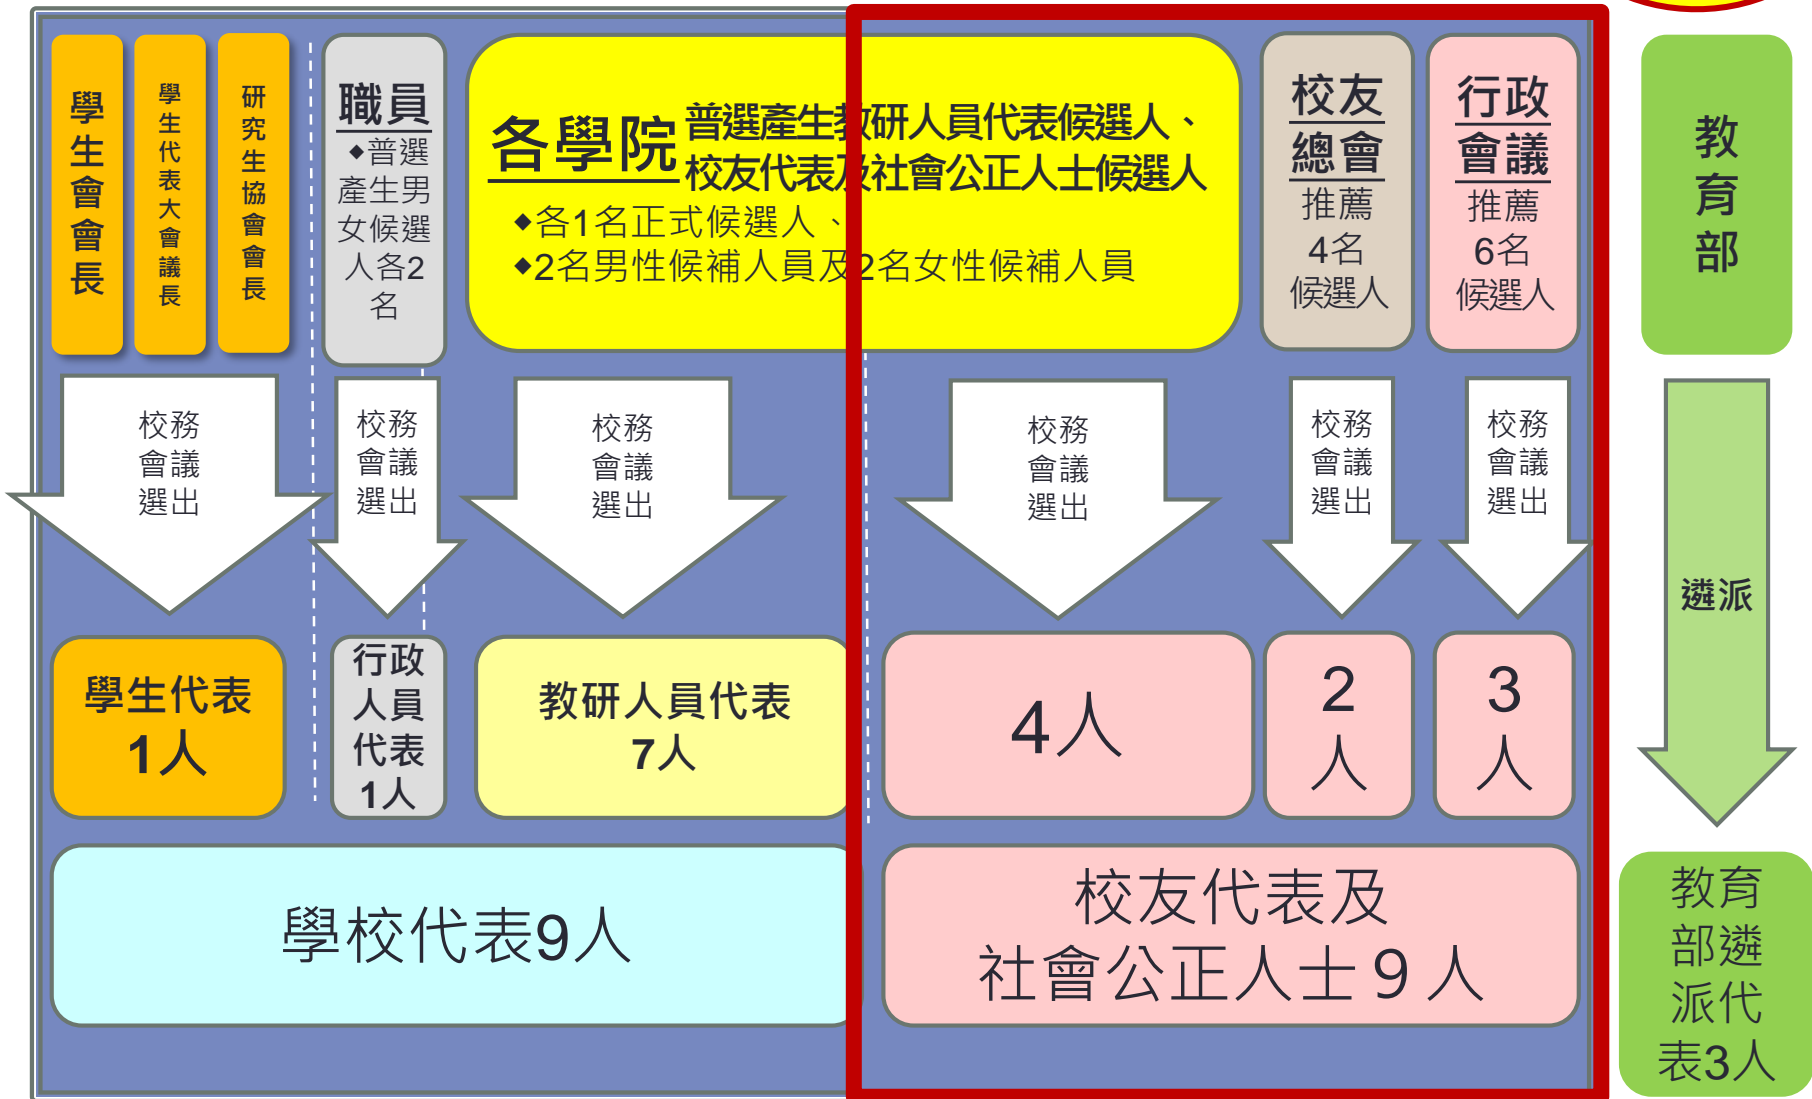 學生會會長
學生代表大會議長
研究生協會會長
職員
◆普選
產生男
女候選
人各2
名
各學院 普選產生教研人員代表候選人、
校友代表及社會公正人士候選人
◆各1名正式候選人、
◆2名男性候補人員及2名女性候補人員
校友
總會
推薦
4名
候選人
行政
會議
推薦
6名
候選人
教育部
校務
會議
選出
校務
會議
選出
校務
會議
選出
校務
會議
選出
校務
會議
選出
校務
會議
選出
遴派
學生代表
1人
行政
人員
代表
1人
教研人員代表
7人
4人
2
人
3
人
學校代表9人
校友代表及
社會公正人士９人
教育
部遴
派代
表3人